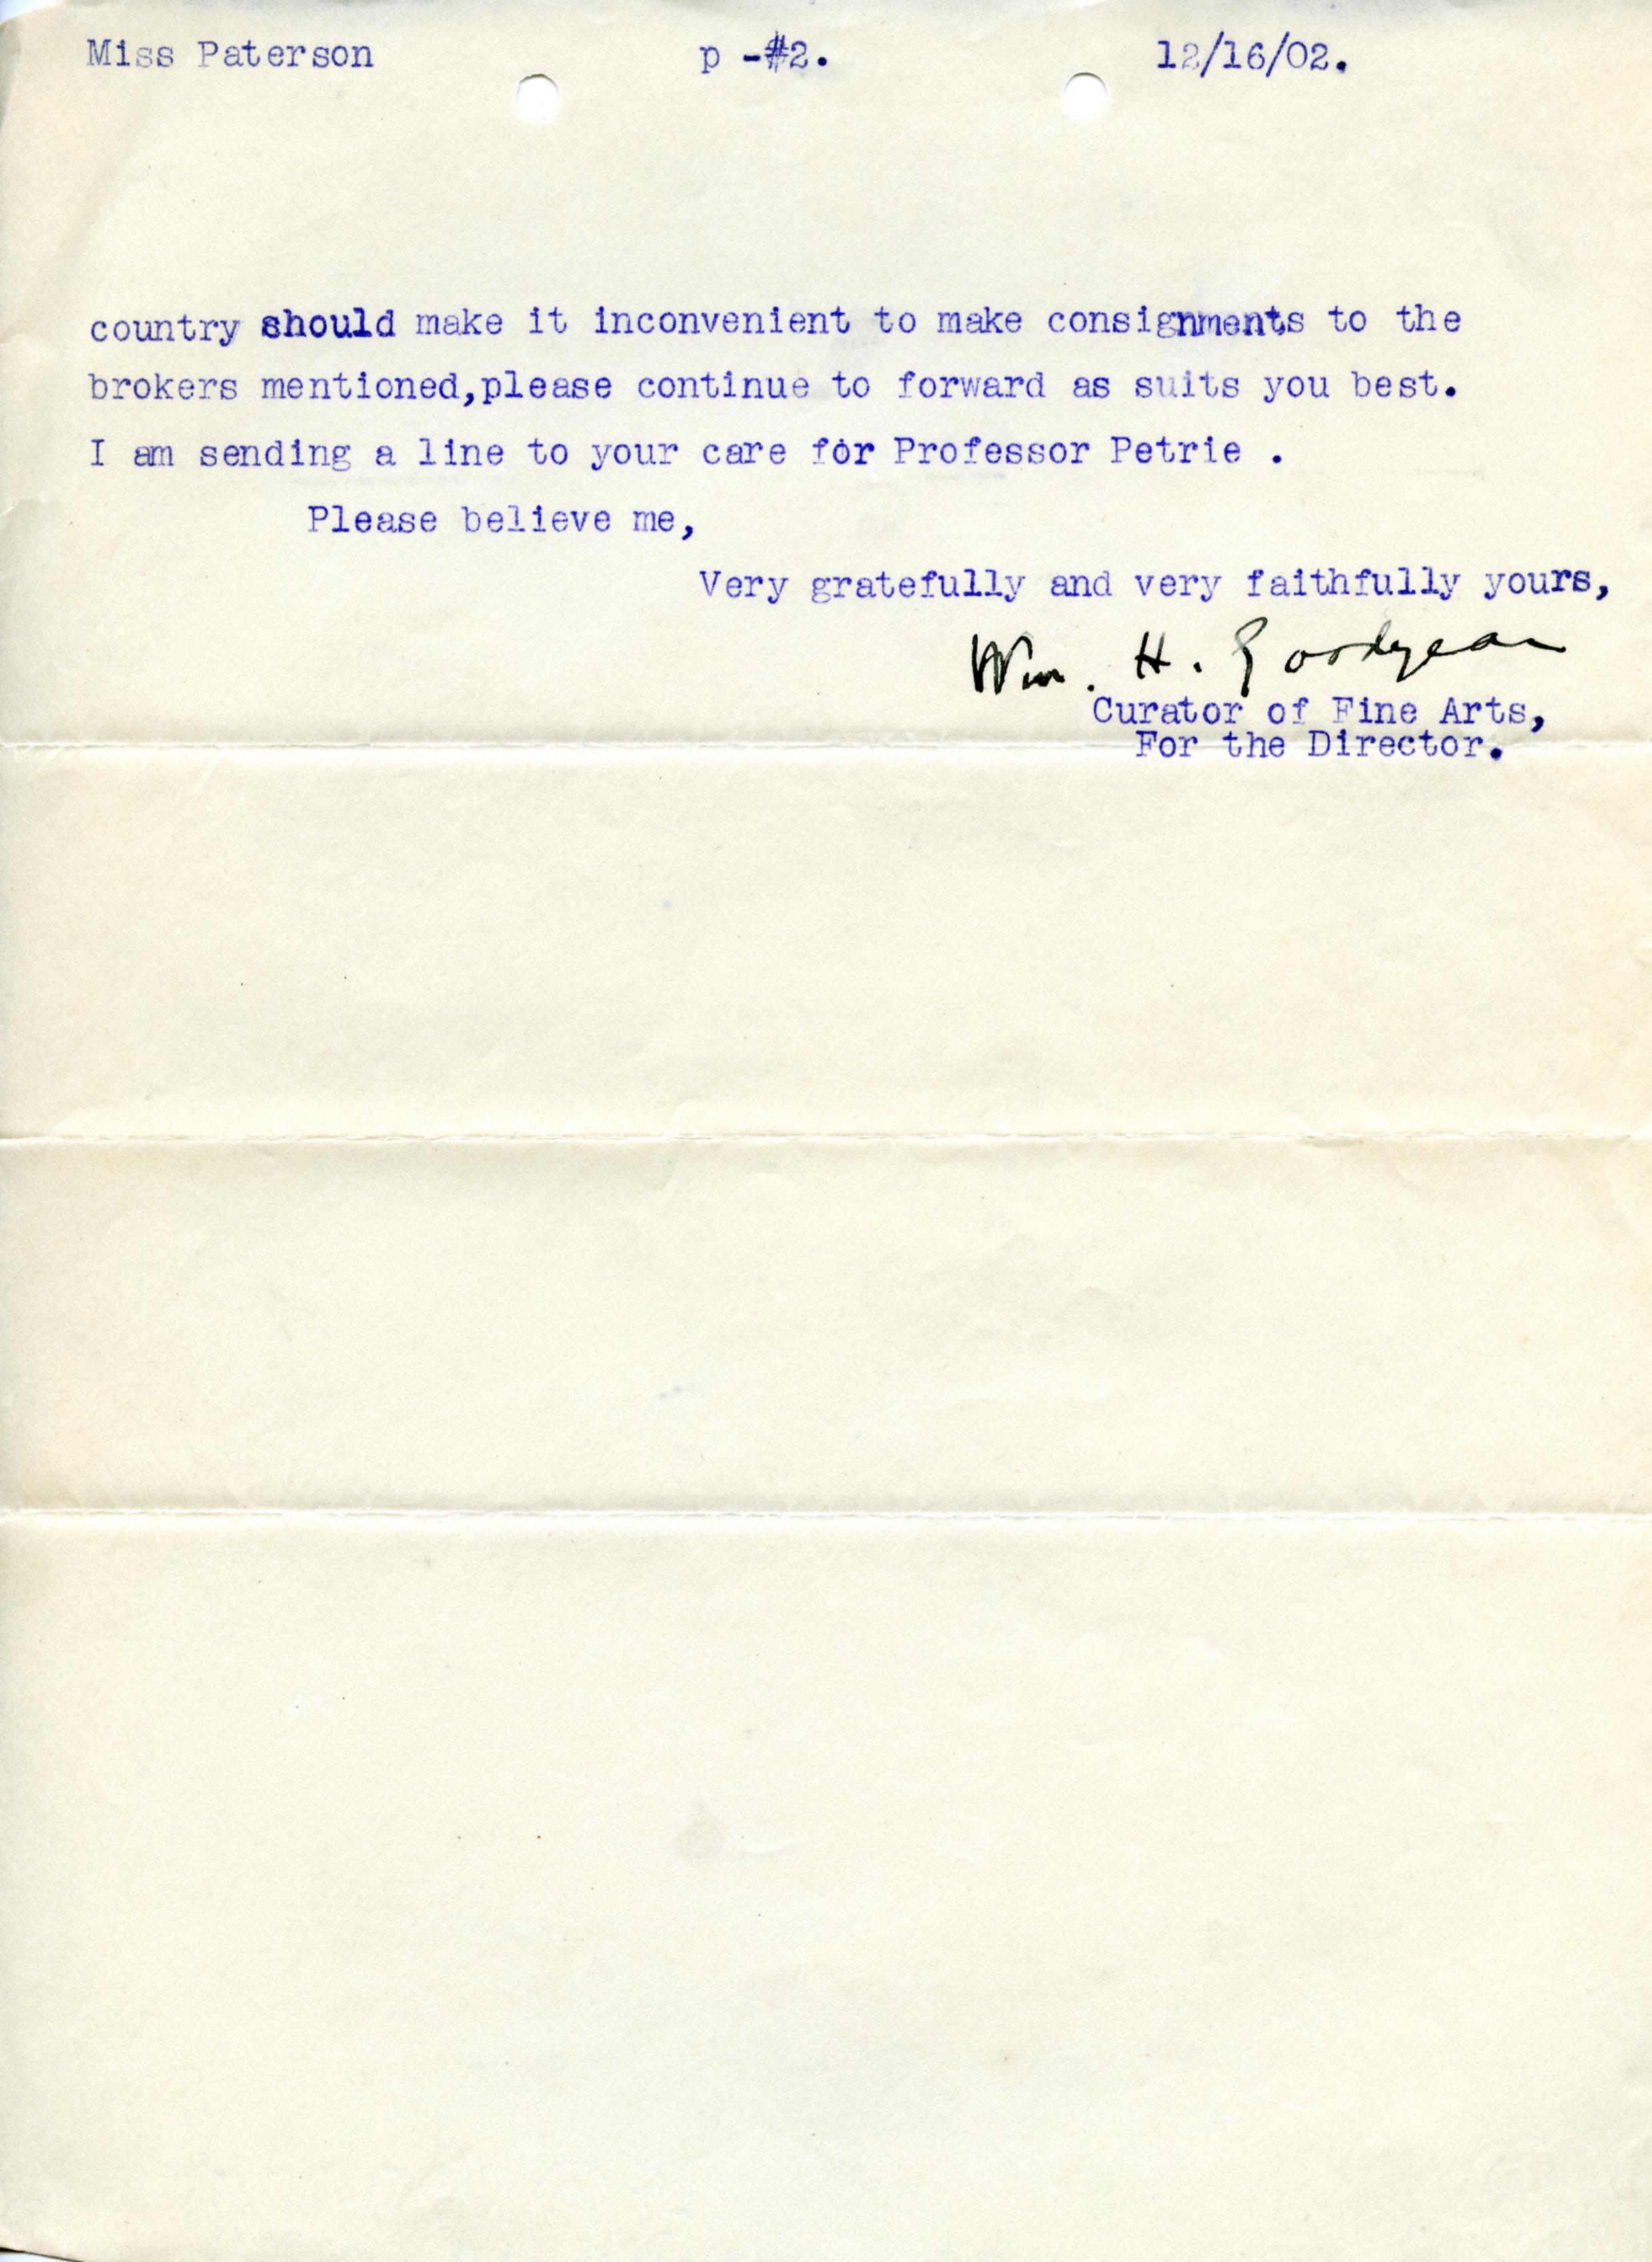 Miss Paterson p -#2. 12/16/02.
country should make it inconvenient to make consignments to the
brokers mentioned,please continue to forward as suits you best.
I am sending a line to your care for Professor Petrie .
Please believe me,
Very gratefully and very faithfully yours,
Wm. H. Goodyear
Curator of Fine Arts,
For the Director.